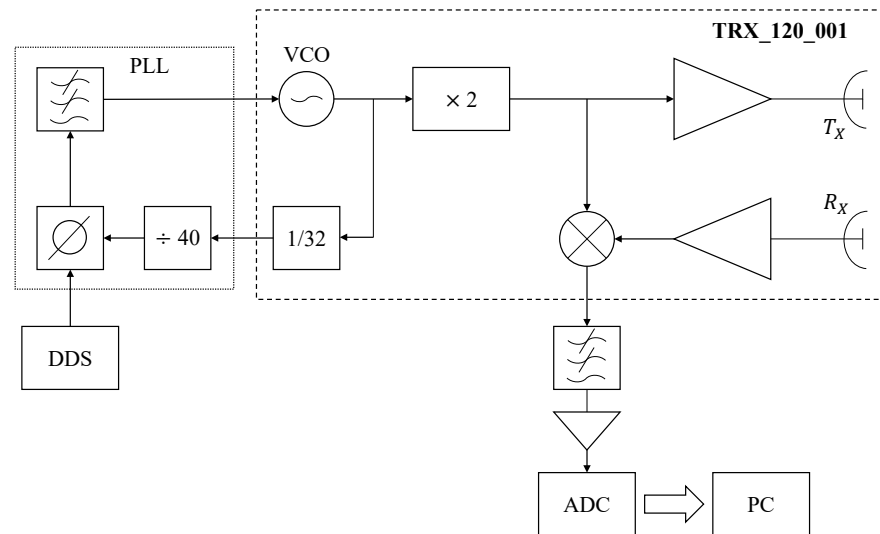 TRX_120_001
PLL
VCO
× 2
T_X
÷ 40
1/32
R_X
DDS
ADC
PC